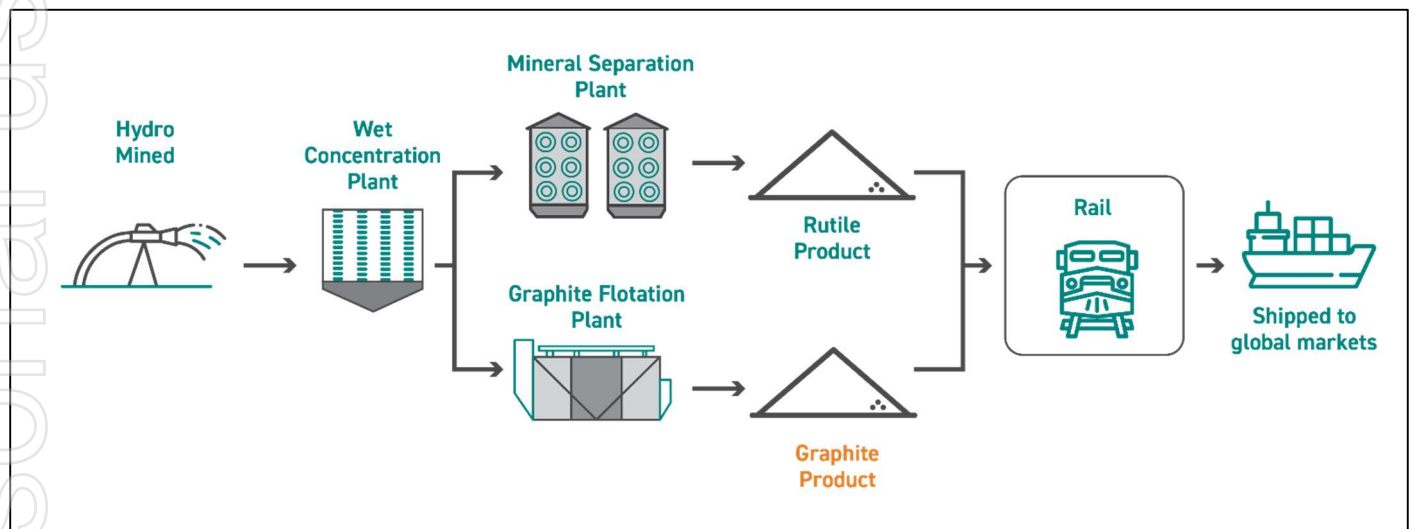 Hydro
Mined
Wet
Concentration
Plant
Mineral Separation
Plant
Rutile
Product
Graphite Flotation
Plant
Graphite
Product
Rail
Shipped to
global markets